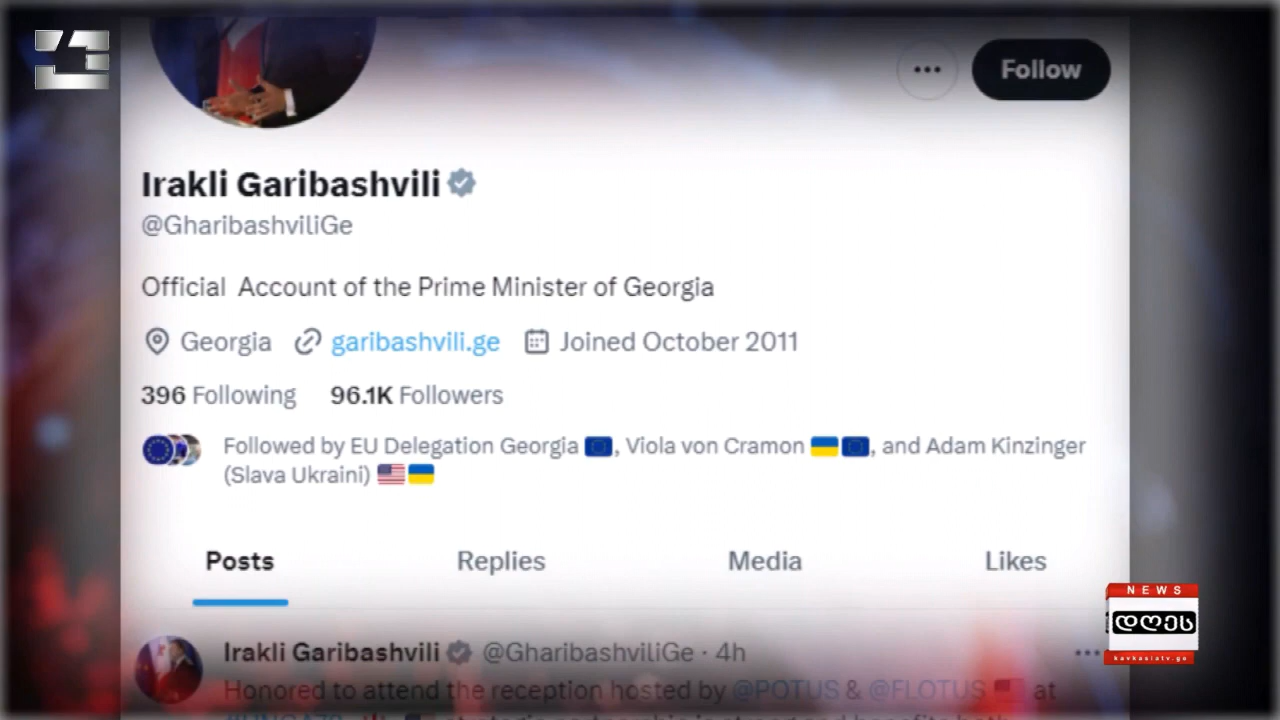 Follow
Irakli Garibashvili
@GharibashviliGe
Official Account of the Prime Minister of Georgia
Georgia garibashvili.ge Joined October 2011
396 Following 96.1K Followers
Followed by EU Delegation Georgia 🇪🇺, Viola von Cramon 🇺🇦🇪🇺, and Adam Kinzinger
(Slava Ukraini) 🇺🇸🇺🇦
Posts Replies Media Likes
NEWS
დღეს
kavkasiatv.ge
Irakli Garibashvili @GharibashviliGe · 4h
Honored to attend the reception hosted by @POTUS & @FLOTUS 🇺🇸 at